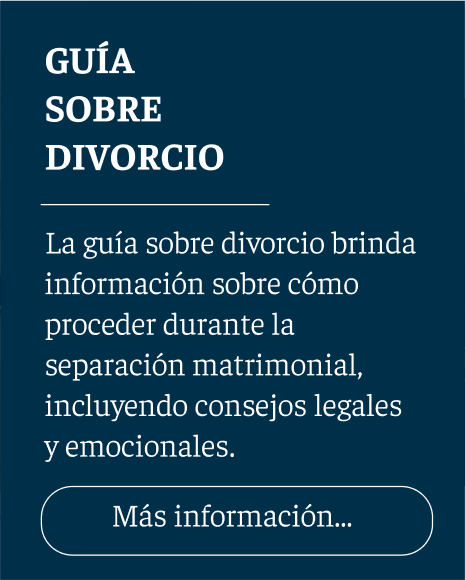 GUÍA
SOBRE
DIVORCIO
La guía sobre divorcio brinda
información sobre cómo
proceder durante la
separación matrimonial,
incluyendo consejos legales
y emocionales.
Más información...